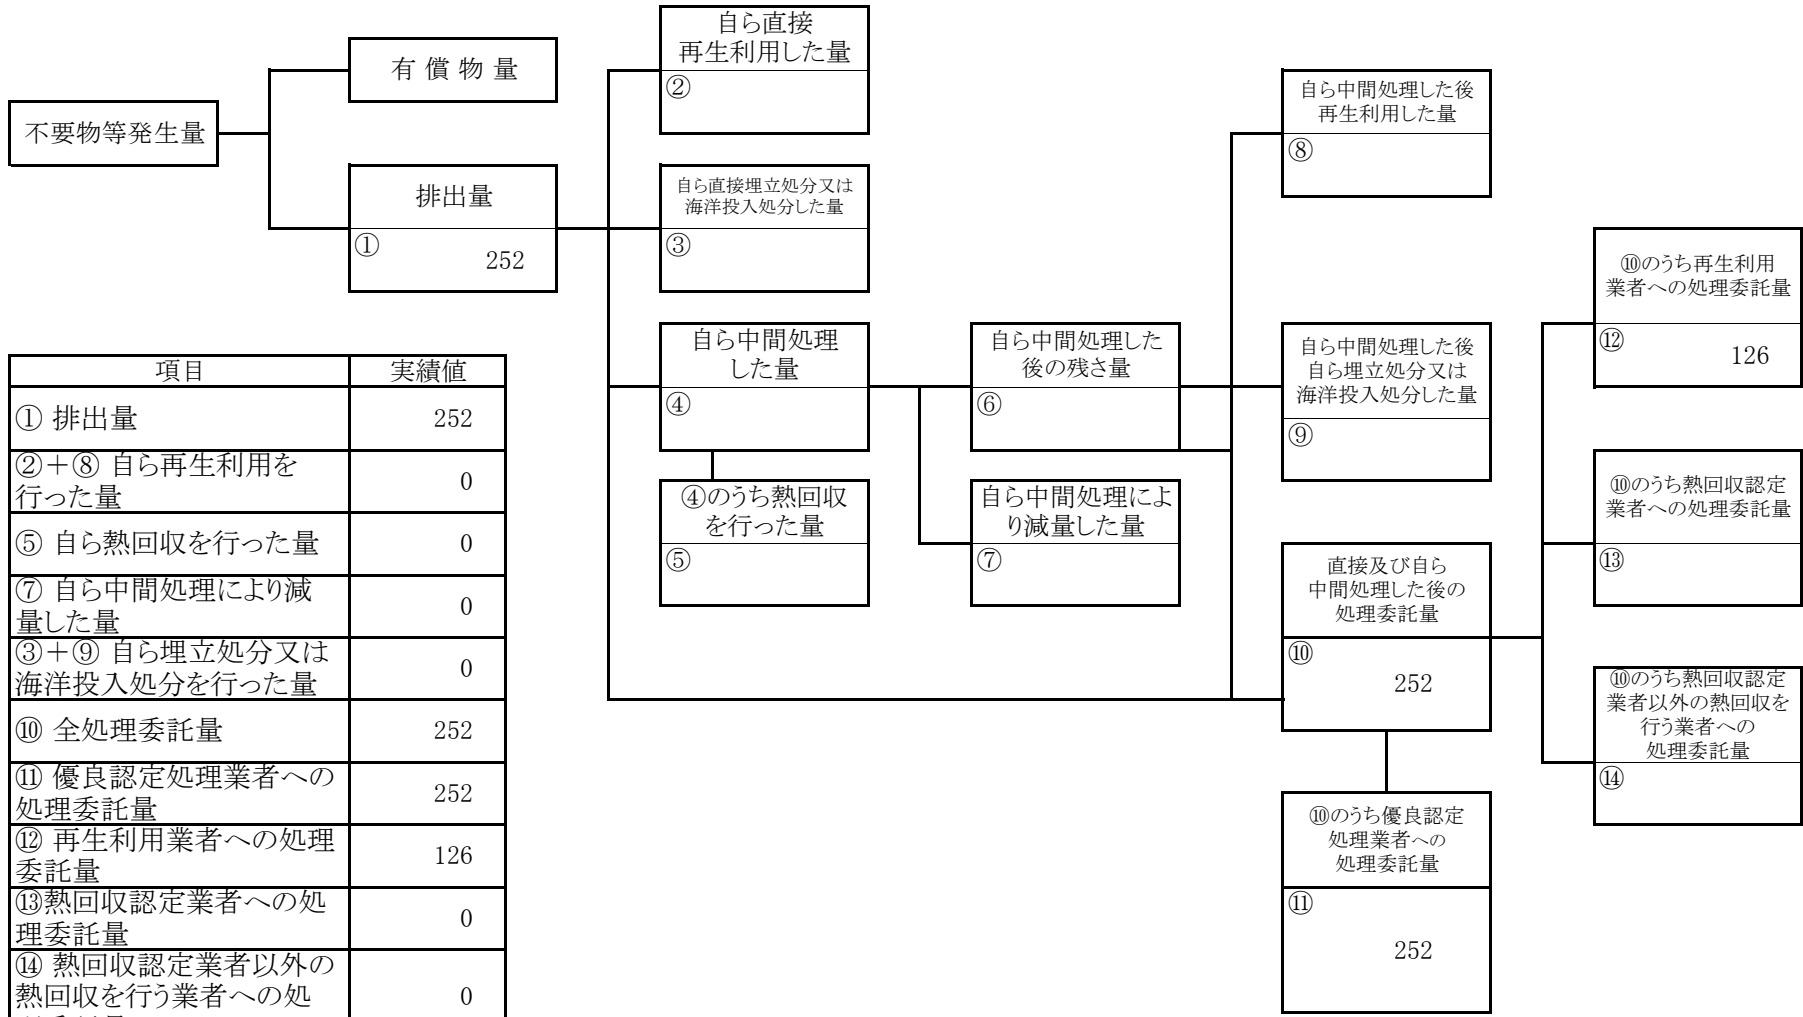 不要物等発生量
有 償 物 量
排出量
①
252
自ら直接
再生利用した量
②
自ら直接埋立処分又は
海洋投入処分した量
③
自ら中間処理
した量
④
④のうち熱回収
を行った量
⑤
自ら中間処理した
後の残さ量
⑥
自ら中間処理によ
り減量した量
⑦
自ら中間処理した後
再生利用した量
⑧
自ら中間処理した後
自ら埋立処分又は
海洋投入処分した量
⑨
直接及び自ら
中間処理した後の
処理委託量
⑩
252
⑩のうち優良認定
処理業者への
処理委託量
⑪
252
⑩のうち再生利用
業者への処理委託量
⑫
126
⑩のうち熱回収認定
業者への処理委託量
⑬
⑩のうち熱回収認定
業者以外の熱回収を
行う業者への
処理委託量
⑭
項目 実績値
① 排出量 252
②＋⑧ 自ら再生利用を
行った量 0
⑤ 自ら熱回収を行った量 0
⑦ 自ら中間処理により減
量した量 0
③＋⑨ 自ら埋立処分又は
海洋投入処分を行った量 0
⑩ 全処理委託量 252
⑪ 優良認定処理業者への
処理委託量 252
⑫ 再生利用業者への処理
委託量 126
⑬熱回収認定業者への処
理委託量 0
⑭ 熱回収認定業者以外の
熱回収を行う業者への処 0